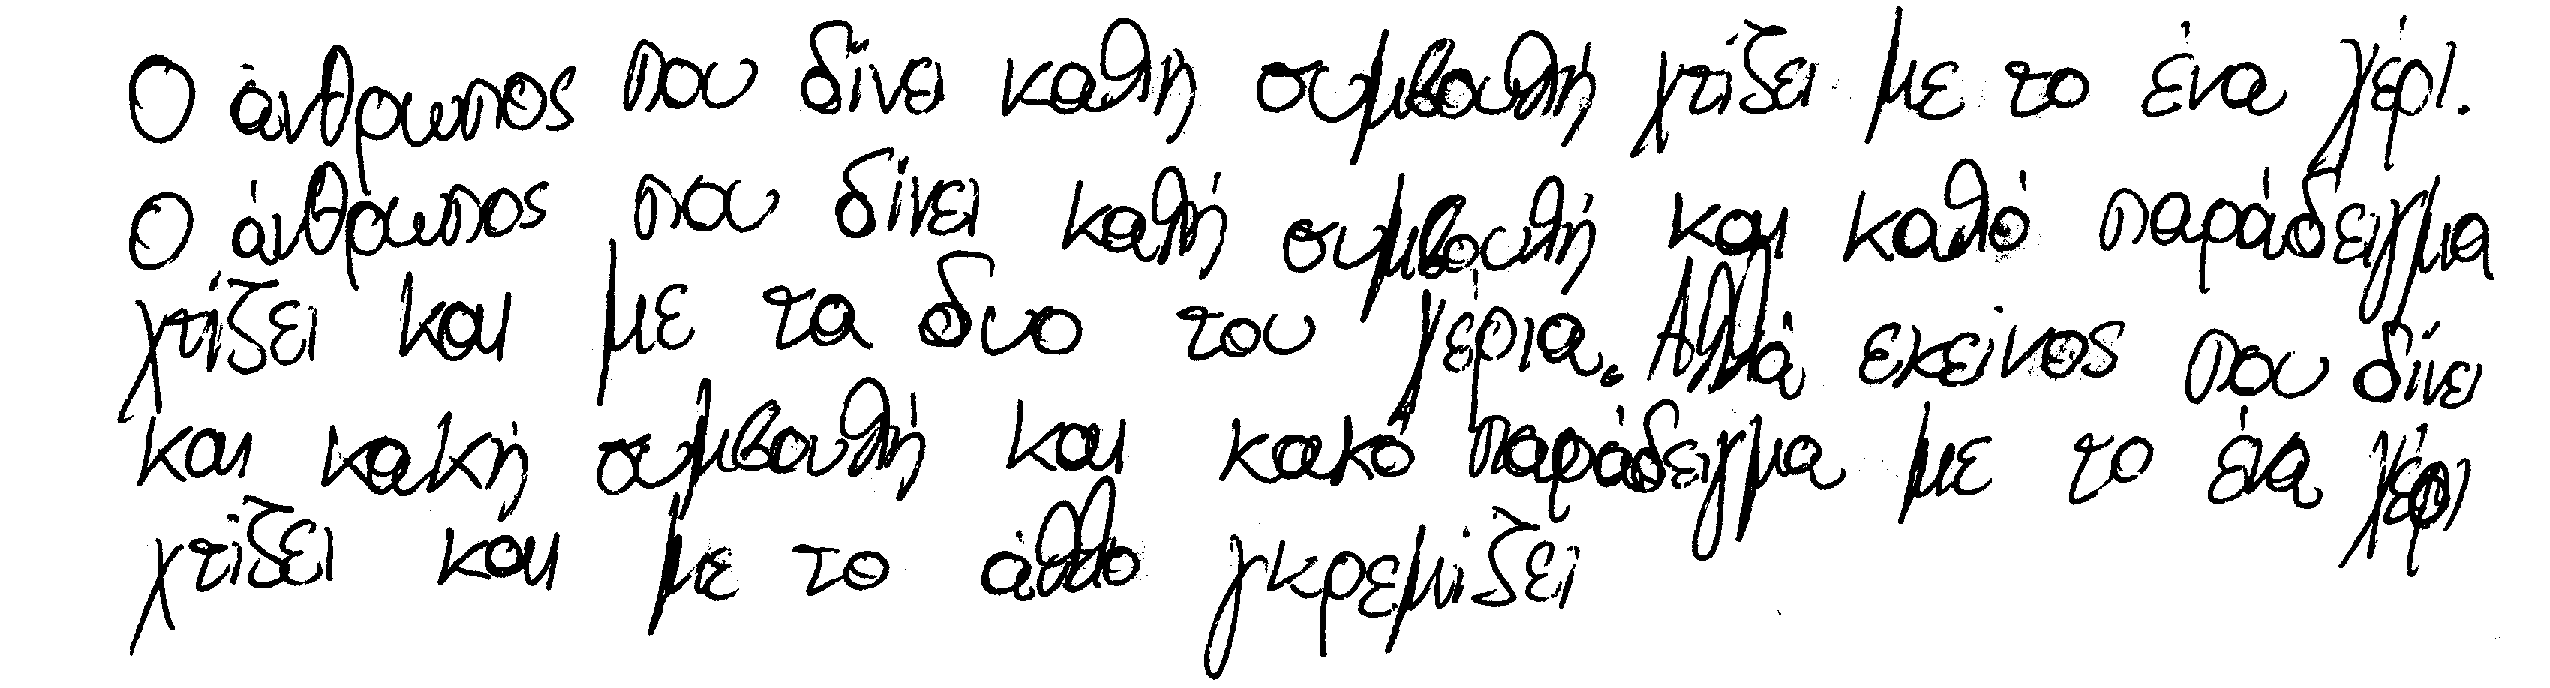 Ο άνθρωπος που δίνει καλή συμβουλή χτίζει με το ένα χέρι.
Ο άνθρωπος που δίνει καλή συμβουλή και καλό παράδειγμα
χτίζει και με τα δυο του χέρια. Αλλά εκείνος που δίνει
και κακή συμβουλή και κακό παράδειγμα με το ένα χέρι
χτίζει και με το άλλο γκρεμίζει